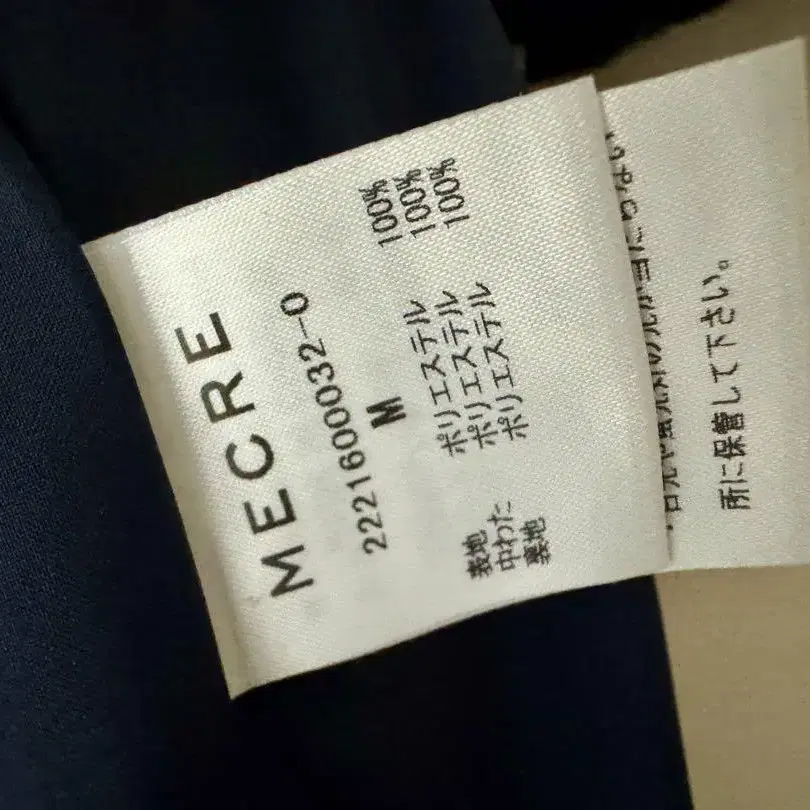 MECRE
2221600032-0
M
表地 ポリエステル 100%
中わた ポリエステル 100%
裏地 ポリエステル 100%
所に保管して下さい。